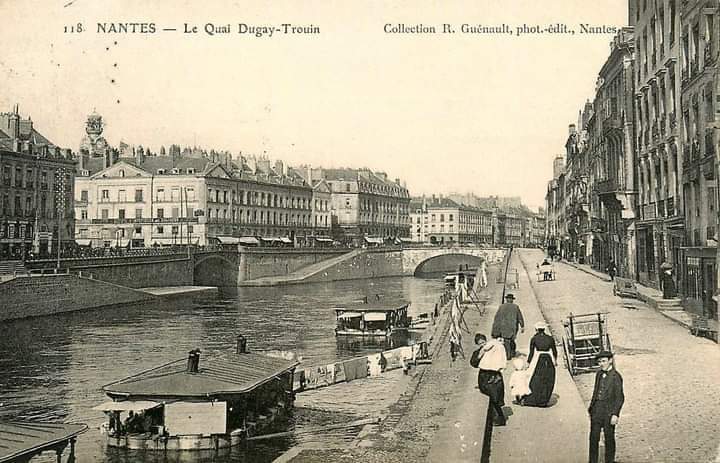 118 NANTES — Le Quai Dugay-Trouin
Collection R. Guénault, phot.-édit., Nantes